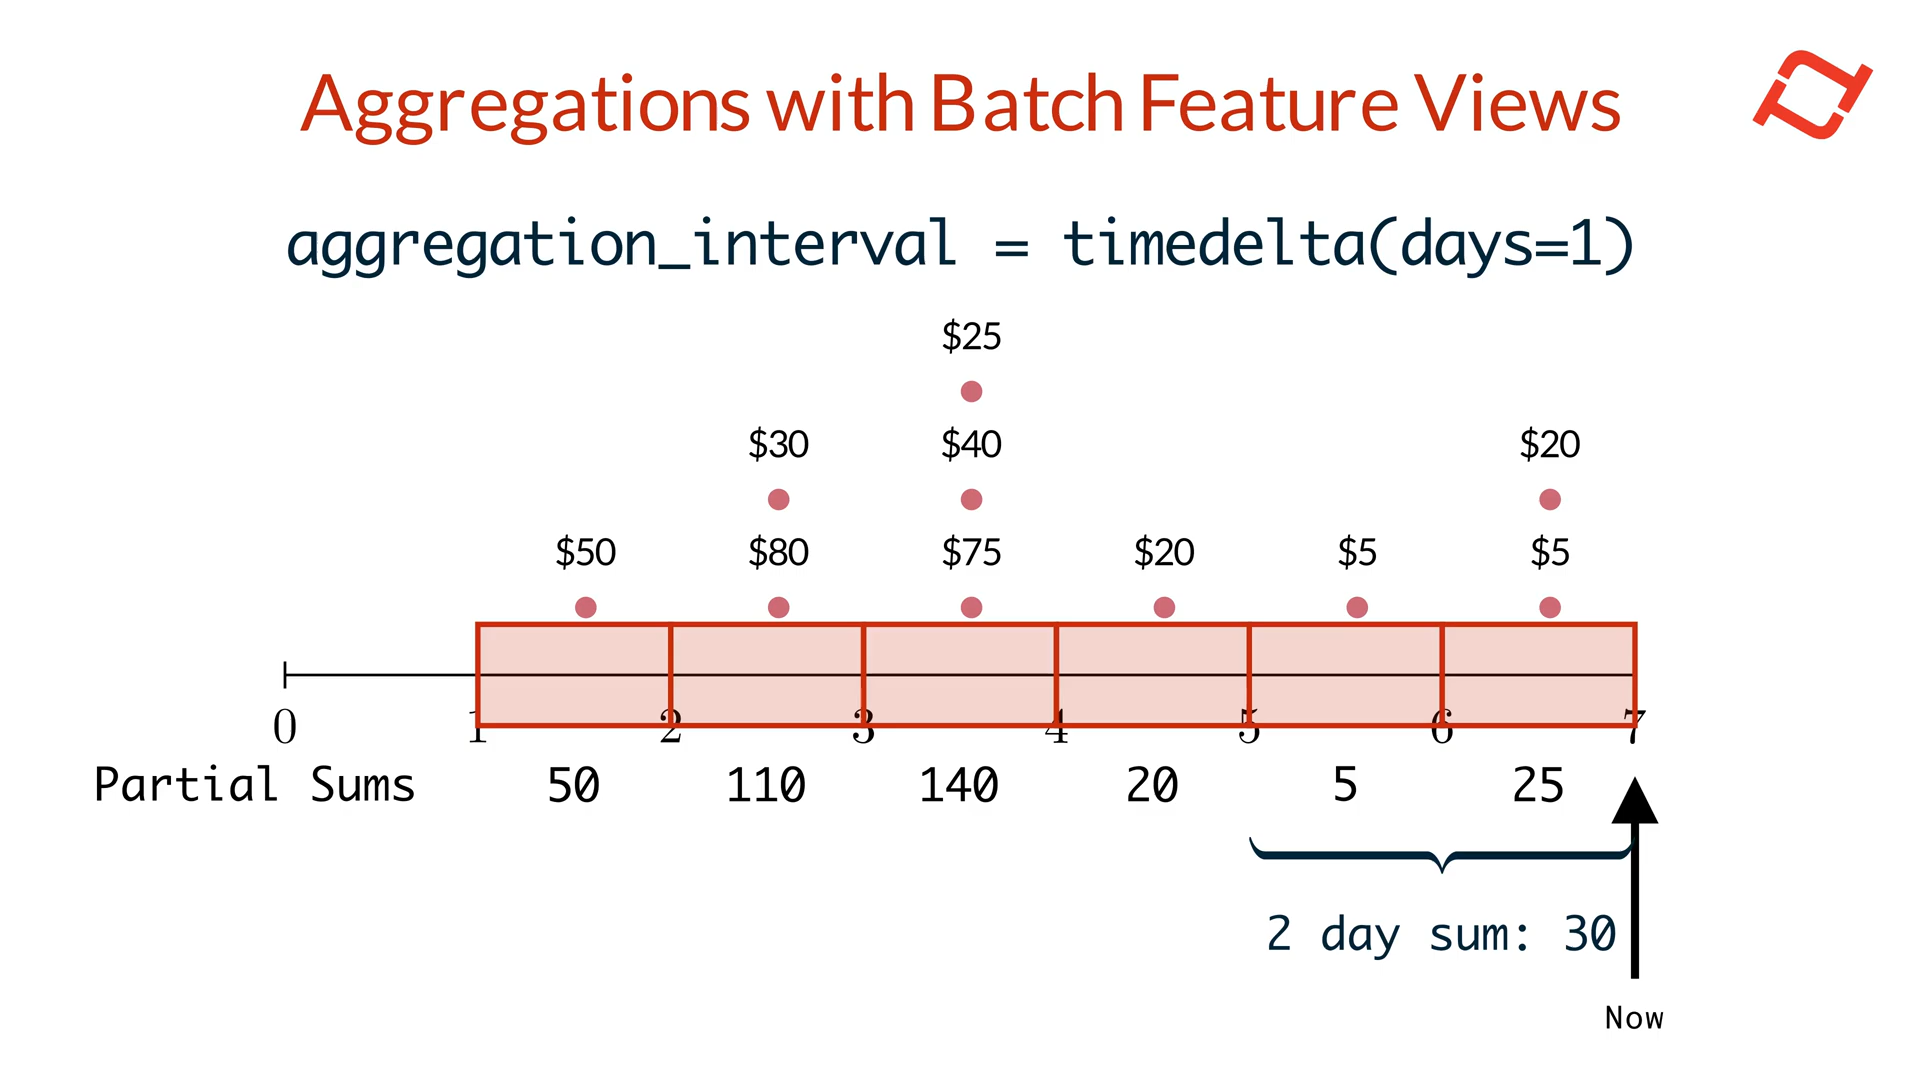 Aggregations with Batch Feature Views
aggregation_interval = timedelta(days=1)
$25
$30 $40 $20
$50 $80 $75 $20 $5 $5
0 1 2 3 4 5 6 7
Partial Sums 50 110 140 20 5 25
2 day sum: 30
Now